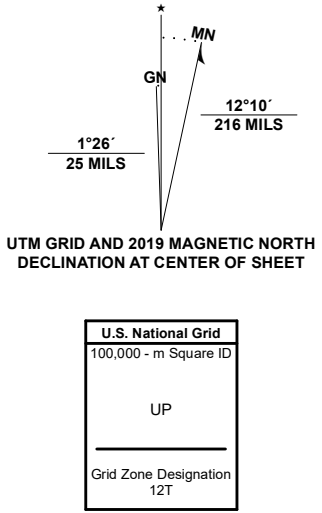 ★
MN
GN
12°10´
216 MILS
1°26´
25 MILS
UTM GRID AND 2019 MAGNETIC NORTH
DECLINATION AT CENTER OF SHEET
U.S. National Grid
100,000 - m Square ID
UP
Grid Zone Designation
12T